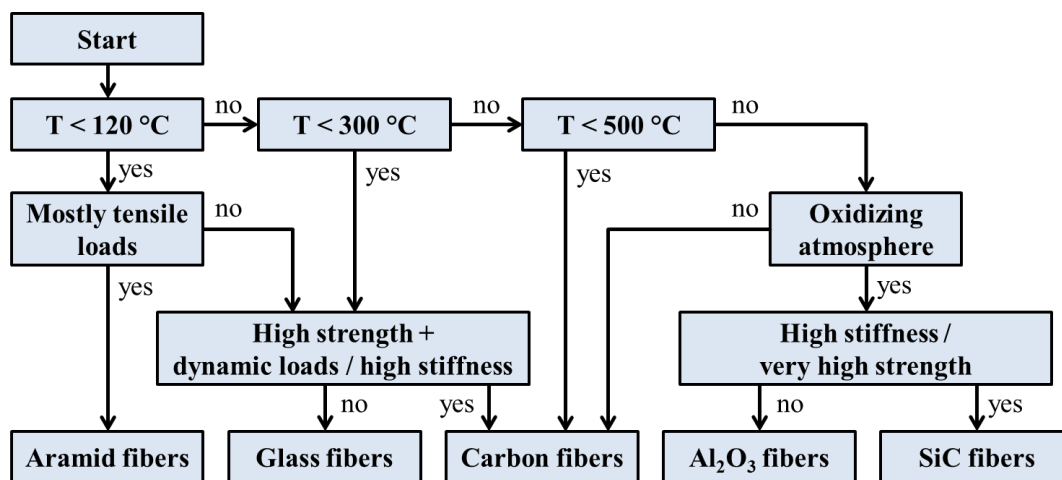 Start
no
no
no
T < 120 °C
T < 300 °C
T < 500 °C
yes
yes
yes
Mostly tensile
loads
no
no
Oxidizing
atmosphere
yes
yes
High strength +
dynamic loads / high stiffness
High stiffness /
very high strength
no
yes
no
yes
Aramid fibers
Glass fibers
Carbon fibers
Al₂O₃ fibers
SiC fibers